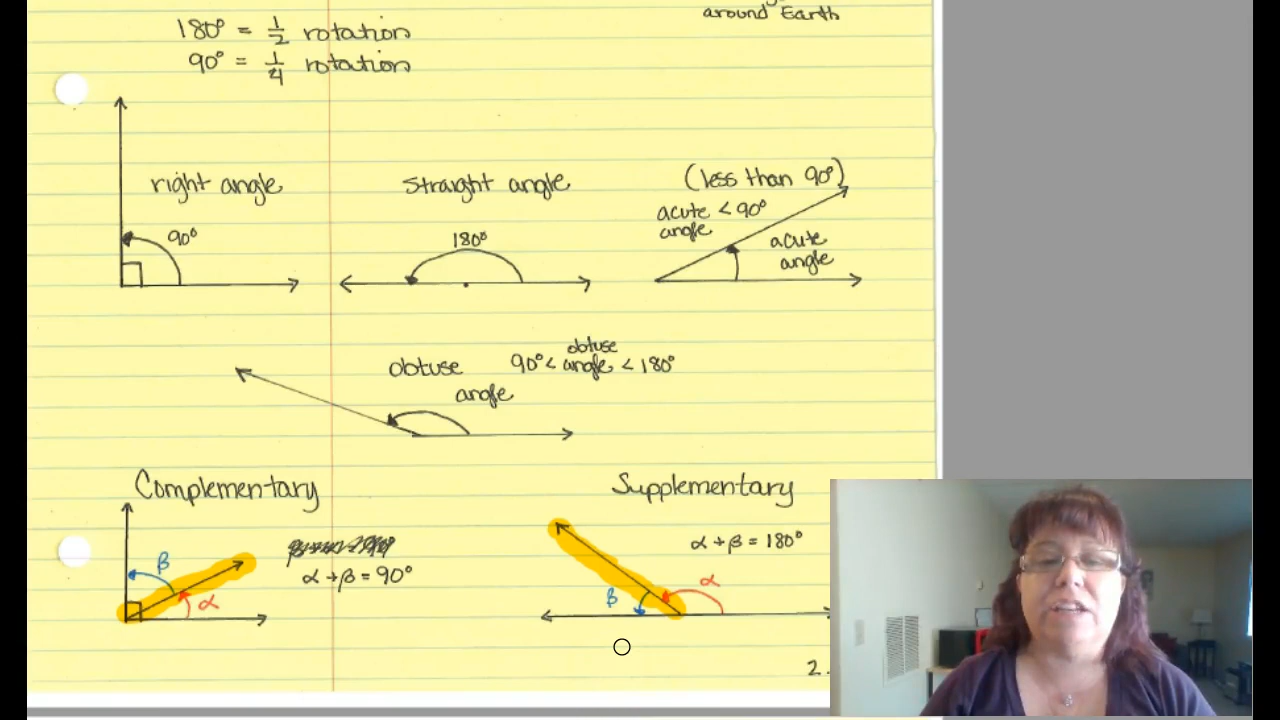 around Earth
180° = 1/2 rotation
90° = 1/4 rotation
right angle
90°
straight angle
180°
(less than 90°)
acute < 90°
angle
acute
angle
obtuse
angle
obtuse
90° < angle < 180°
Complementary
β
α
α + β = 90°
Supplementary
α + β = 180°
β
α
2.